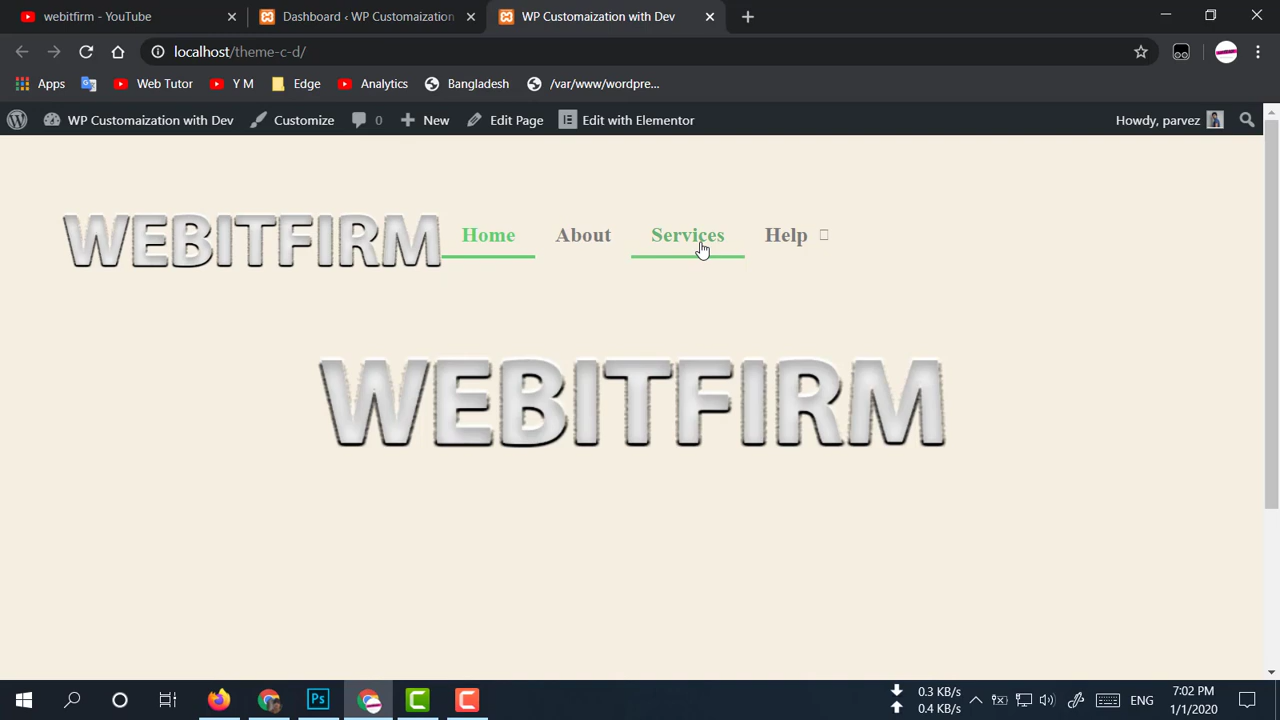 webitfirm - YouTube
Dashboard ‹ WP Customaization
WP Customaization with Dev
localhost/theme-c-d/
Apps
Web Tutor
Y M
Edge
Analytics
Bangladesh
/var/www/wordpre...
WP Customaization with Dev
Customize
0
New
Edit Page
Edit with Elementor
Howdy, parvez
WEBITFIRM
Home
About
Services
Help
WEBITFIRM
Ps
0.3 KB/s
0.4 KB/s
ENG
7:02 PM
1/1/2020